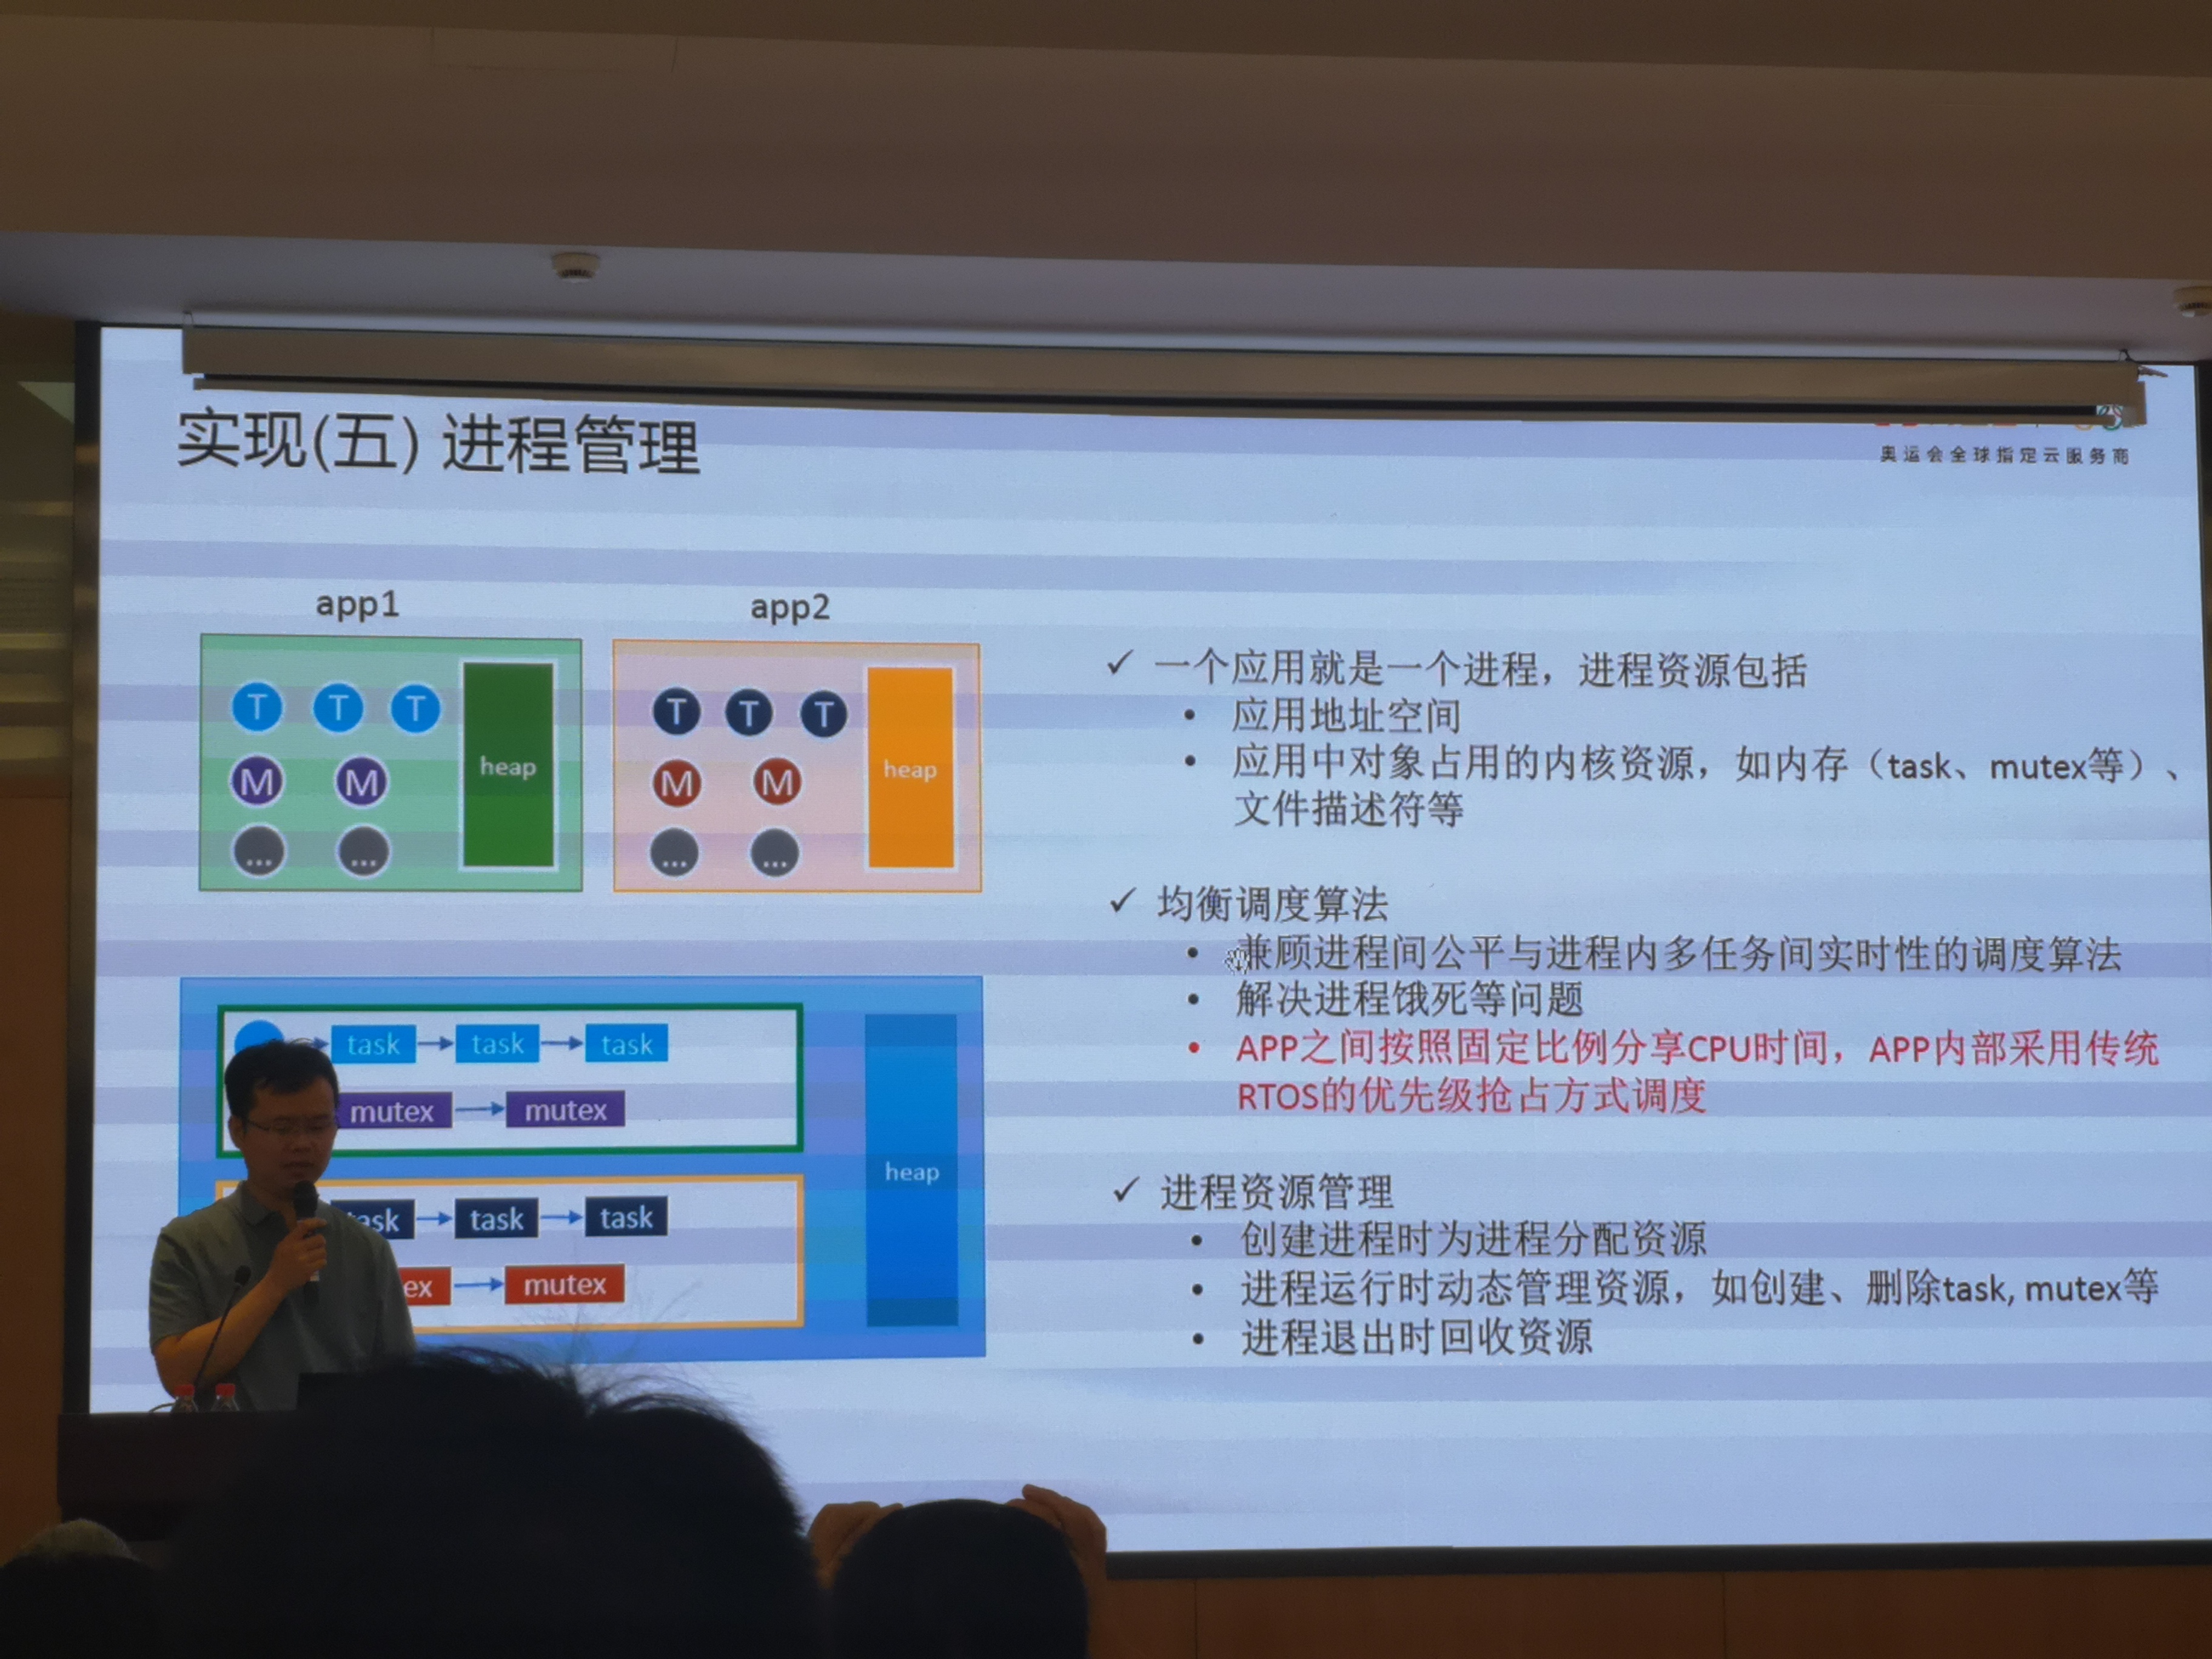 实现(五) 进程管理
奥运会全球指定云服务商
app1
app2
T T T
T T T
heap
heap
M M
M M
... ...
... ...
一个应用就是一个进程，进程资源包括
• 应用地址空间
• 应用中对象占用的内核资源，如内存（task、mutex等）、
文件描述符等
均衡调度算法
• 兼顾进程间公平与进程内多任务间实时性的调度算法
• 解决进程饿死等问题
• APP之间按照固定比例分享CPU时间，APP内部采用传统
RTOS的优先级抢占方式调度
进程资源管理
• 创建进程时为进程分配资源
• 进程运行时动态管理资源，如创建、删除task, mutex等
• 进程退出时回收资源
task task task
mutex mutex
heap
task task task
mutex